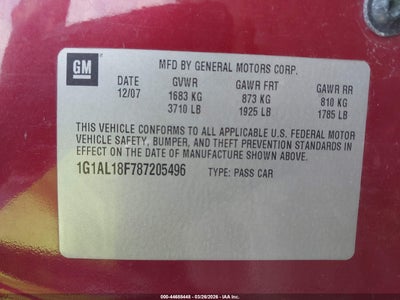 GM
MFD BY GENERAL MOTORS CORP.
DATE GVWR GAWR FRT GAWR RR
12/07 1683 KG 873 KG 810 KG
3710 LB 1925 LB 1785 LB
THIS VEHICLE CONFORMS TO ALL APPLICABLE U.S. FEDERAL MOTOR
VEHICLE SAFETY, BUMPER, AND THEFT PREVENTION STANDARDS IN
EFFECT ON THE DATE OF MANUFACTURE SHOWN ABOVE.
1G1AL18F787205496 TYPE: PASS CAR
000-44688448 - 03/26/2026 - IAA Inc.